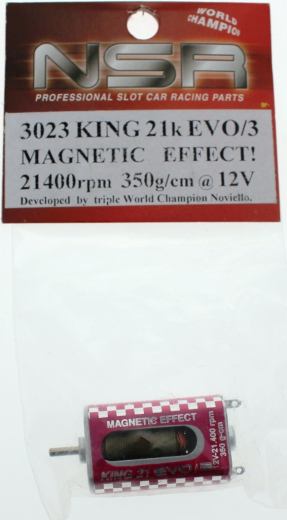 WORLD
CHAMPION
NSR
PROFESSIONAL SLOT CAR RACING PARTS
3023 KING 21k EVO/3
MAGNETIC EFFECT!
21400rpm 350g/cm @ 12V
Developed by triple World Champion Noviello.
MAGNETIC EFFECT
KING 21 EVO/3
12V-21.400 rpm
350 g-cm